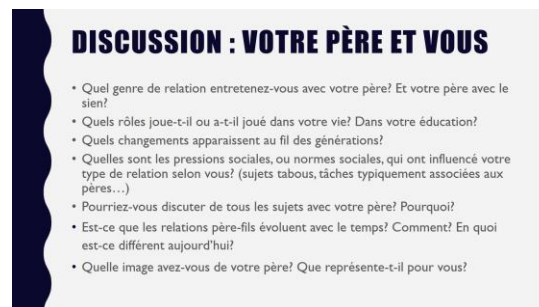 DISCUSSION : VOTRE PÈRE ET VOUS
• Quel genre de relation entretenez-vous avec votre père? Et votre père avec le
sien?
• Quels rôles joue-t-il ou a-t-il joué dans votre vie? Dans votre éducation?
• Quels changements apparaissent au fil des générations?
• Quelles sont les pressions sociales, ou normes sociales, qui ont influencé votre
type de relation selon vous? (sujets tabous, tâches typiquement associées aux
pères…)
• Pourriez-vous discuter de tous les sujets avec votre père? Pourquoi?
• Est-ce que les relations père-fils évoluent avec le temps? Comment? En quoi
est-ce différent aujourd'hui?
• Quelle image avez-vous de votre père? Que représente-t-il pour vous?